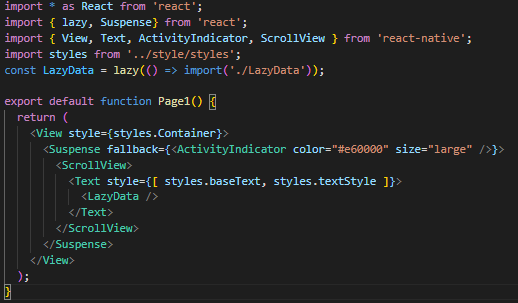 import * as React from 'react';
import { lazy, Suspense} from 'react';
import { View, Text, ActivityIndicator, ScrollView } from 'react-native';
import styles from '../style/styles';
const LazyData = lazy(() => import('./LazyData'));

export default function Page1() {
  return (
    <View style={styles.Container}>
      <Suspense fallback={<ActivityIndicator color="#e60000" size="large" />}>
        <ScrollView>
          <Text style={[ styles.baseText, styles.textStyle ]}>
            <LazyData />
          </Text>
        </ScrollView>
      </Suspense>
    </View>
  );
}